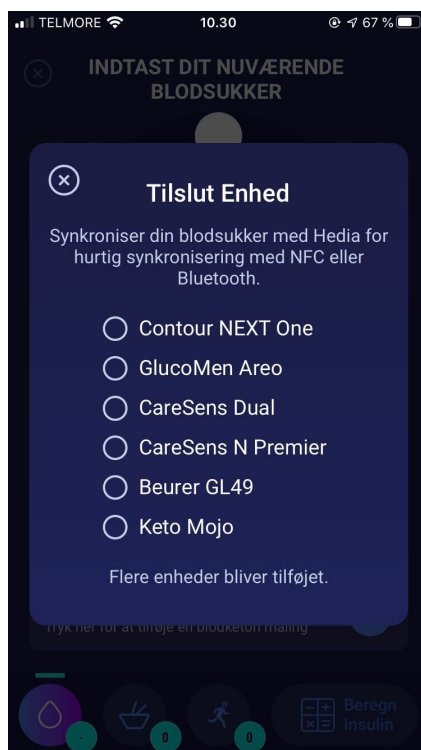 TELMORE 10.30 67 %
INDTAST DIT NUVÆRENDE
BLODSUKKER
Tilslut Enhed
Synkroniser din blodsukker med Hedia for
hurtig synkronisering med NFC eller
Bluetooth.
Contour NEXT One
GlucoMen Areo
CareSens Dual
CareSens N Premier
Beurer GL49
Keto Mojo
Flere enheder bliver tilføjet.
Tryk her for at tilføje en blodketon måling
- 0 0
Beregn
Insulin